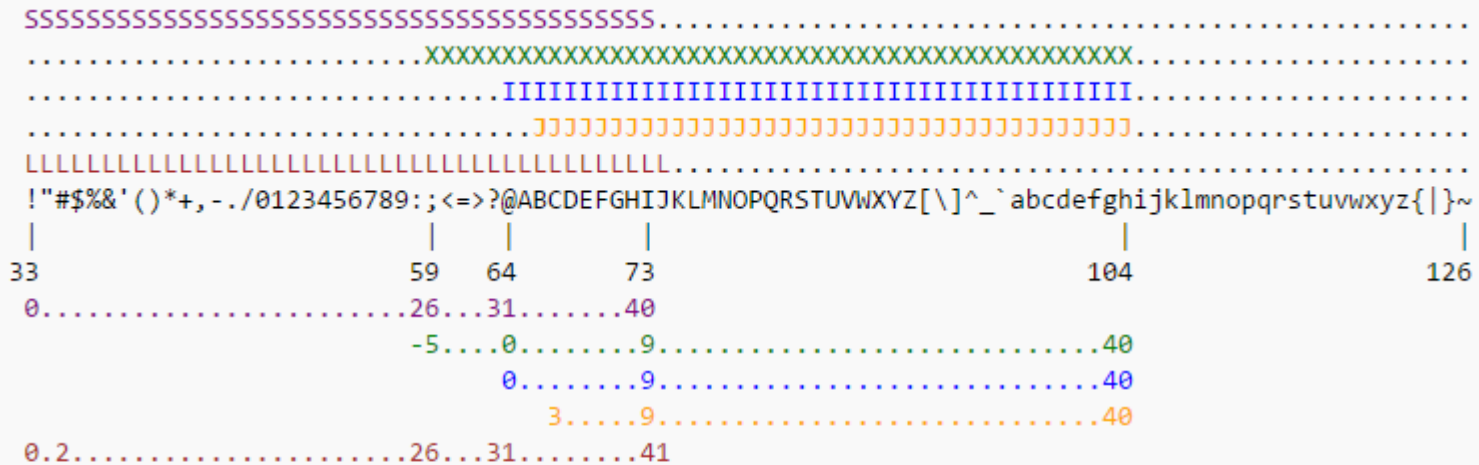 SSSSSSSSSSSSSSSSSSSSSSSSSSSSSSSSSSSSSSSSS.....................................................
..........................XXXXXXXXXXXXXXXXXXXXXXXXXXXXXXXXXXXXXXXXXXXXXX......................
...............................IIIIIIIIIIIIIIIIIIIIIIIIIIIIIIIIIIIIIIIII......................
.................................JJJJJJJJJJJJJJJJJJJJJJJJJJJJJJJJJJJJJJJ......................
LLLLLLLLLLLLLLLLLLLLLLLLLLLLLLLLLLLLLLLLLL....................................................
!"#$%&'()*+,-./0123456789:;<=>?@ABCDEFGHIJKLMNOPQRSTUVWXYZ[\]^_`abcdefghijklmnopqrstuvwxyz{|}~
|                         |    |        |                              |                     |
33                        59   64       73                            104                   126
0........................26...31.......40
-5....0........9.............................40
0........9.............................40
3.....9.............................40
0.2......................26...31........41